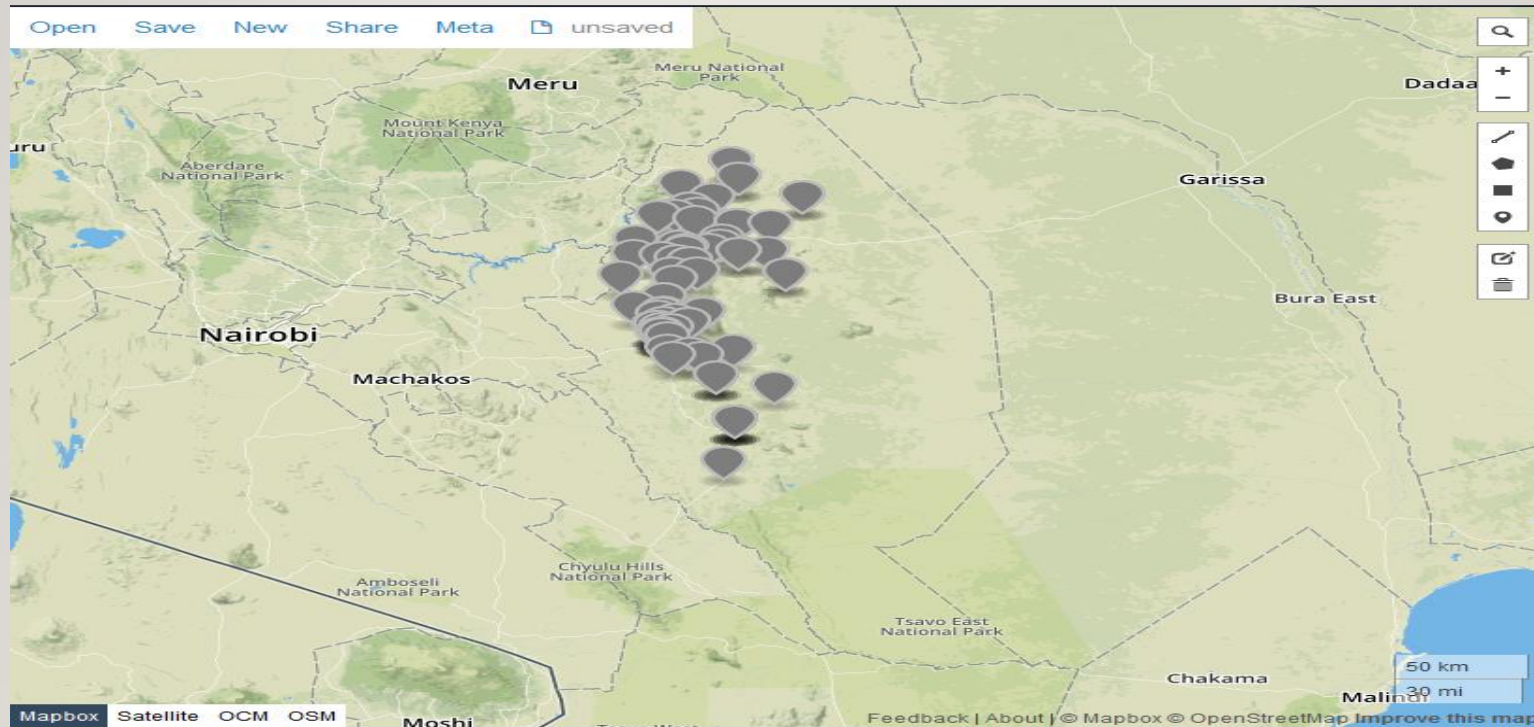 Open Save New Share Meta unsaved
Meru National
Park
Meru
Dadaa
Mount Kenya
National Park
uru
Aberdare
National Park
Garissa
Bura East
Nairobi
Machakos
Chyulu Hills
National Park
Amboseli
National Park
Tsavo East
National Park
50 km
Chakama
30 mi
Malindi
Mapbox Satellite OCM OSM
Moshi
Feedback | About | © Mapbox © OpenStreetMap Improve this ma